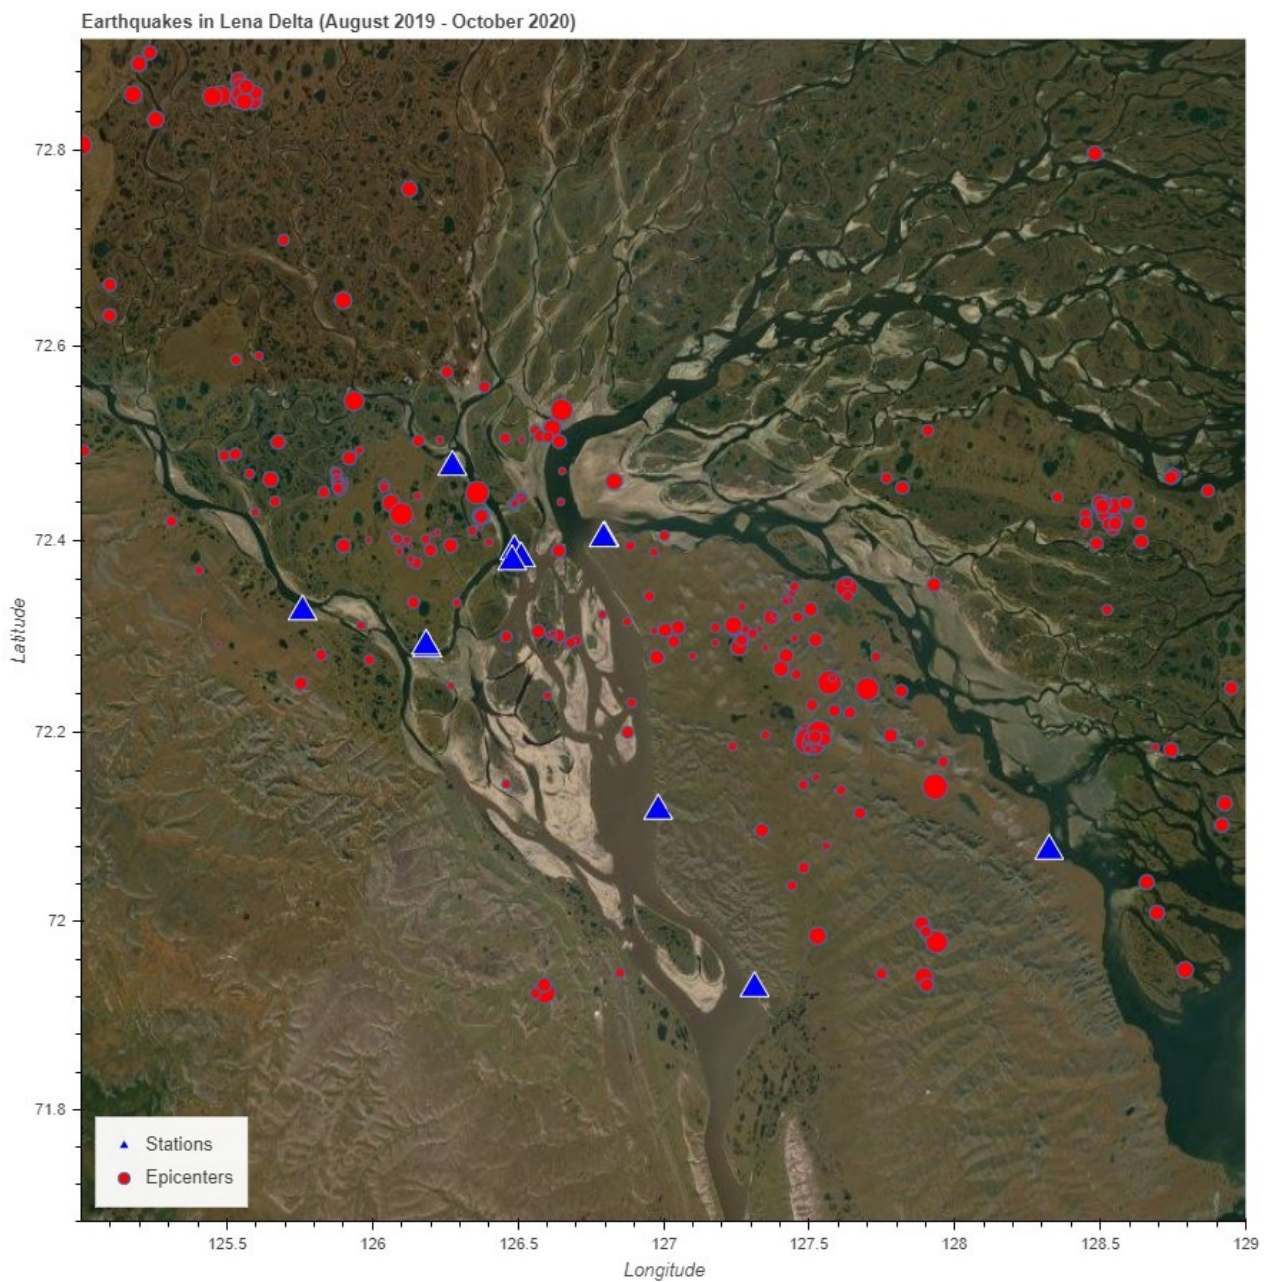 Earthquakes in Lena Delta (August 2019 - October 2020)
72.8
72.6
72.4
72.2
72
71.8
Latitude
Stations
Epicenters
125.5
126
126.5
127
127.5
128
128.5
129
Longitude